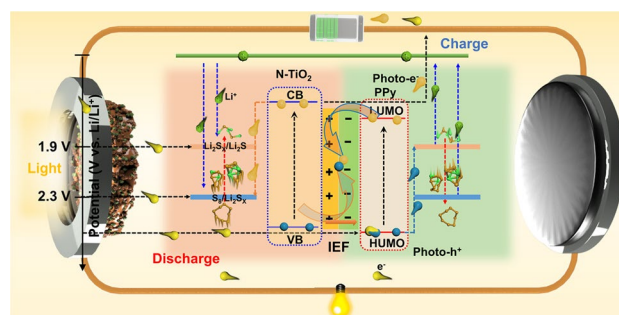 Charge
Photo-e-
N-TiO2
PPy
Li+
CB
LUMO
1.9 V
Li2S
/Li2S
Potential (V vs. Li/Li+)
Light
2.3 V
S8/Li2Sx
VB
HUMO
IEF
Photo-h+
Discharge
e-
+ -
+ -
+ -
+ -
+ -